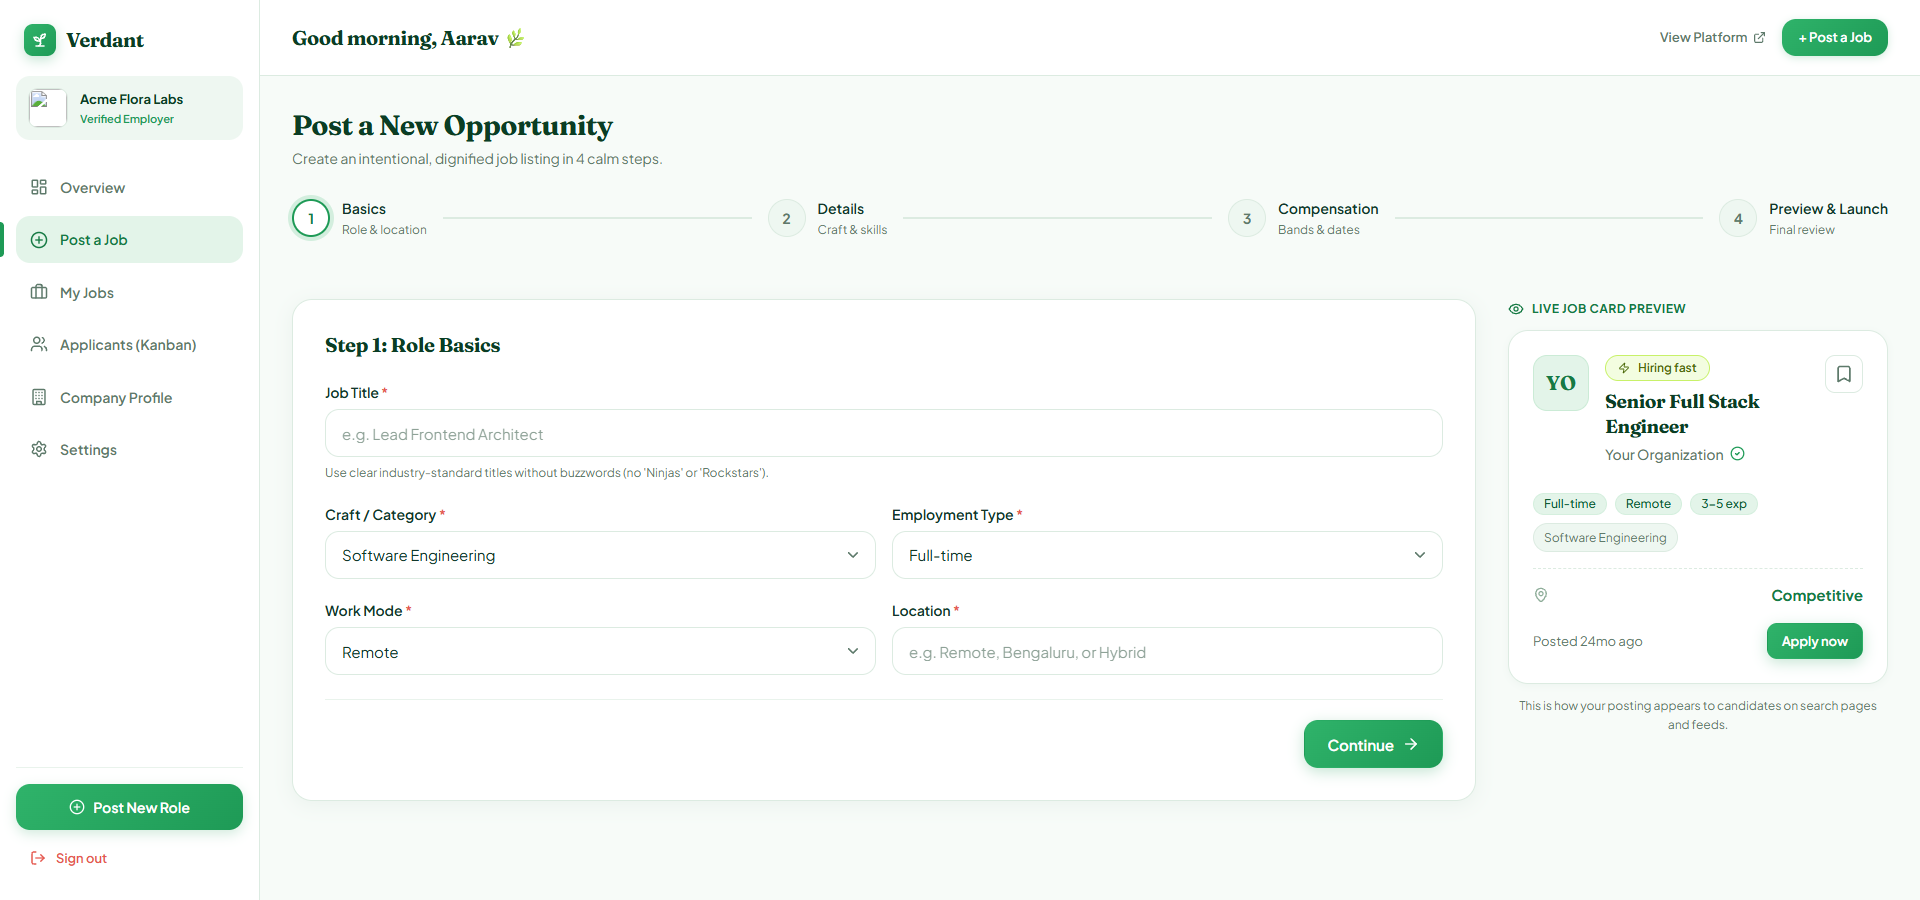 Verdant
Acme Flora Labs
Verified Employer
Overview
Post a Job
My Jobs
Applicants (Kanban)
Company Profile
Settings
Post New Role
Sign out
Good morning, Aarav
View Platform
+ Post a Job
Post a New Opportunity
Create an intentional, dignified job listing in 4 calm steps.
1
Basics
Role & location
2
Details
Craft & skills
3
Compensation
Bands & dates
4
Preview & Launch
Final review
Step 1: Role Basics
Job Title *
e.g. Lead Frontend Architect
Use clear industry-standard titles without buzzwords (no 'Ninjas' or 'Rockstars').
Craft / Category *
Employment Type *
Software Engineering
Full-time
Work Mode *
Location *
Remote
e.g. Remote, Bengaluru, or Hybrid
Continue
LIVE JOB CARD PREVIEW
YO
Hiring fast
Senior Full Stack
Engineer
Your Organization
Full-time Remote 3-5 exp
Software Engineering
Competitive
Posted 24mo ago
Apply now
This is how your posting appears to candidates on search pages
and feeds.